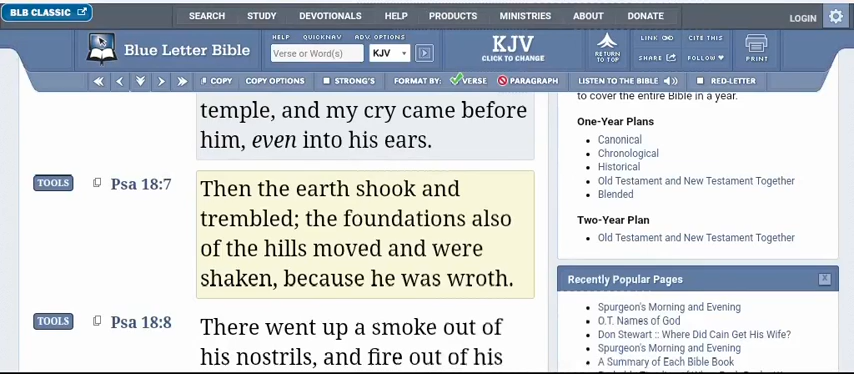 BLB CLASSIC
SEARCH STUDY DEVOTIONALS HELP PRODUCTS MINISTRIES ABOUT DONATE
LOGIN
Blue Letter Bible
HELP QUICKNAV ADV. OPTIONS
Verse or Word(s)
KJV
KJV
CLICK TO CHANGE
RETURN
TO TOP
LINK CITE THIS
SHARE FOLLOW
PRINT
COPY COPY OPTIONS STRONG'S FORMAT BY: VERSE PARAGRAPH LISTEN TO THE BIBLE RED-LETTER
temple, and my cry came before
him, even into his ears.
TOOLS Psa 18:7
Then the earth shook and
trembled; the foundations also
of the hills moved and were
shaken, because he was wroth.
TOOLS Psa 18:8
There went up a smoke out of
his nostrils, and fire out of his
to cover the entire Bible in a year.
One-Year Plans
Canonical
Chronological
Historical
Old Testament and New Testament Together
Blended
Two-Year Plan
Old Testament and New Testament Together
Recently Popular Pages
Spurgeon's Morning and Evening
O.T. Names of God
Don Stewart :: Where Did Cain Get His Wife?
Spurgeon's Morning and Evening
A Summary of Each Bible Book